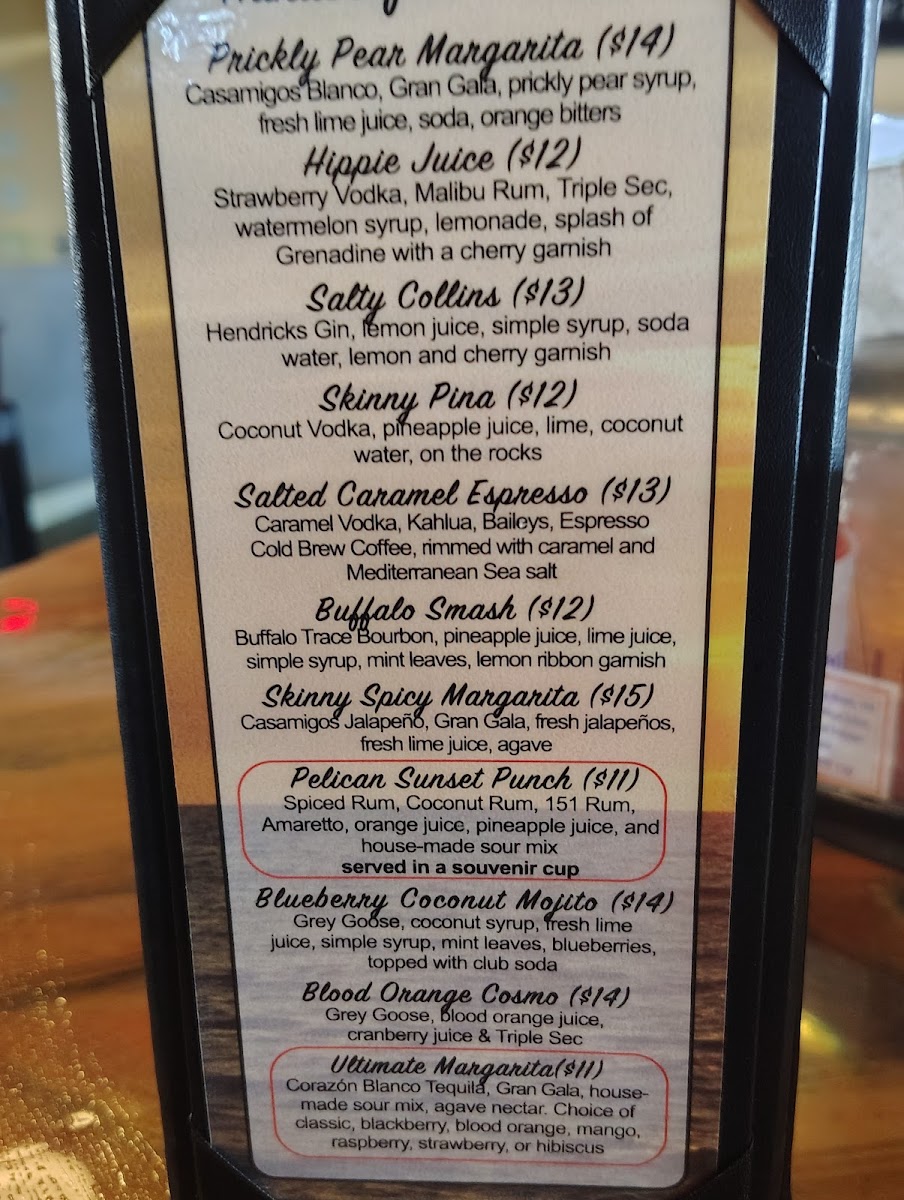 Prickly Pear Margarita ($14)
Casamigos Blanco, Gran Gala, prickly pear syrup,
fresh lime juice, soda, orange bitters
Hippie Juice ($12)
Strawberry Vodka, Malibu Rum, Triple Sec,
watermelon syrup, lemonade, splash of
Grenadine with a cherry garnish
Salty Collins ($13)
Hendricks Gin, lemon juice, simple syrup, soda
water, lemon and cherry garnish
Skinny Pina ($12)
Coconut Vodka, pineapple juice, lime, coconut
water, on the rocks
Salted Caramel Espresso ($13)
Caramel Vodka, Kahlua, Baileys, Espresso
Cold Brew Coffee, rimmed with caramel and
Mediterranean Sea salt
Buffalo Smash ($12)
Buffalo Trace Bourbon, pineapple juice, lime juice,
simple syrup, mint leaves, lemon ribbon garnish
Skinny Spicy Margarita ($15)
Casamigos Jalapeño, Gran Gala, fresh jalapeños,
fresh lime juice, agave
Pelican Sunset Punch ($11)
Spiced Rum, Coconut Rum, 151 Rum,
Amaretto, orange juice, pineapple juice, and
house-made sour mix
served in a souvenir cup
Blueberry Coconut Mojito ($14)
Grey Goose, coconut syrup, fresh lime
juice, simple syrup, mint leaves, blueberries,
topped with club soda
Blood Orange Cosmo ($14)
Grey Goose, blood orange juice,
cranberry juice & Triple Sec
Ultimate Margarita($11)
Corazón Blanco Tequila, Gran Gala, house-
made sour mix, agave nectar. Choice of
classic, blackberry, blood orange, mango,
raspberry, strawberry, or hibiscus